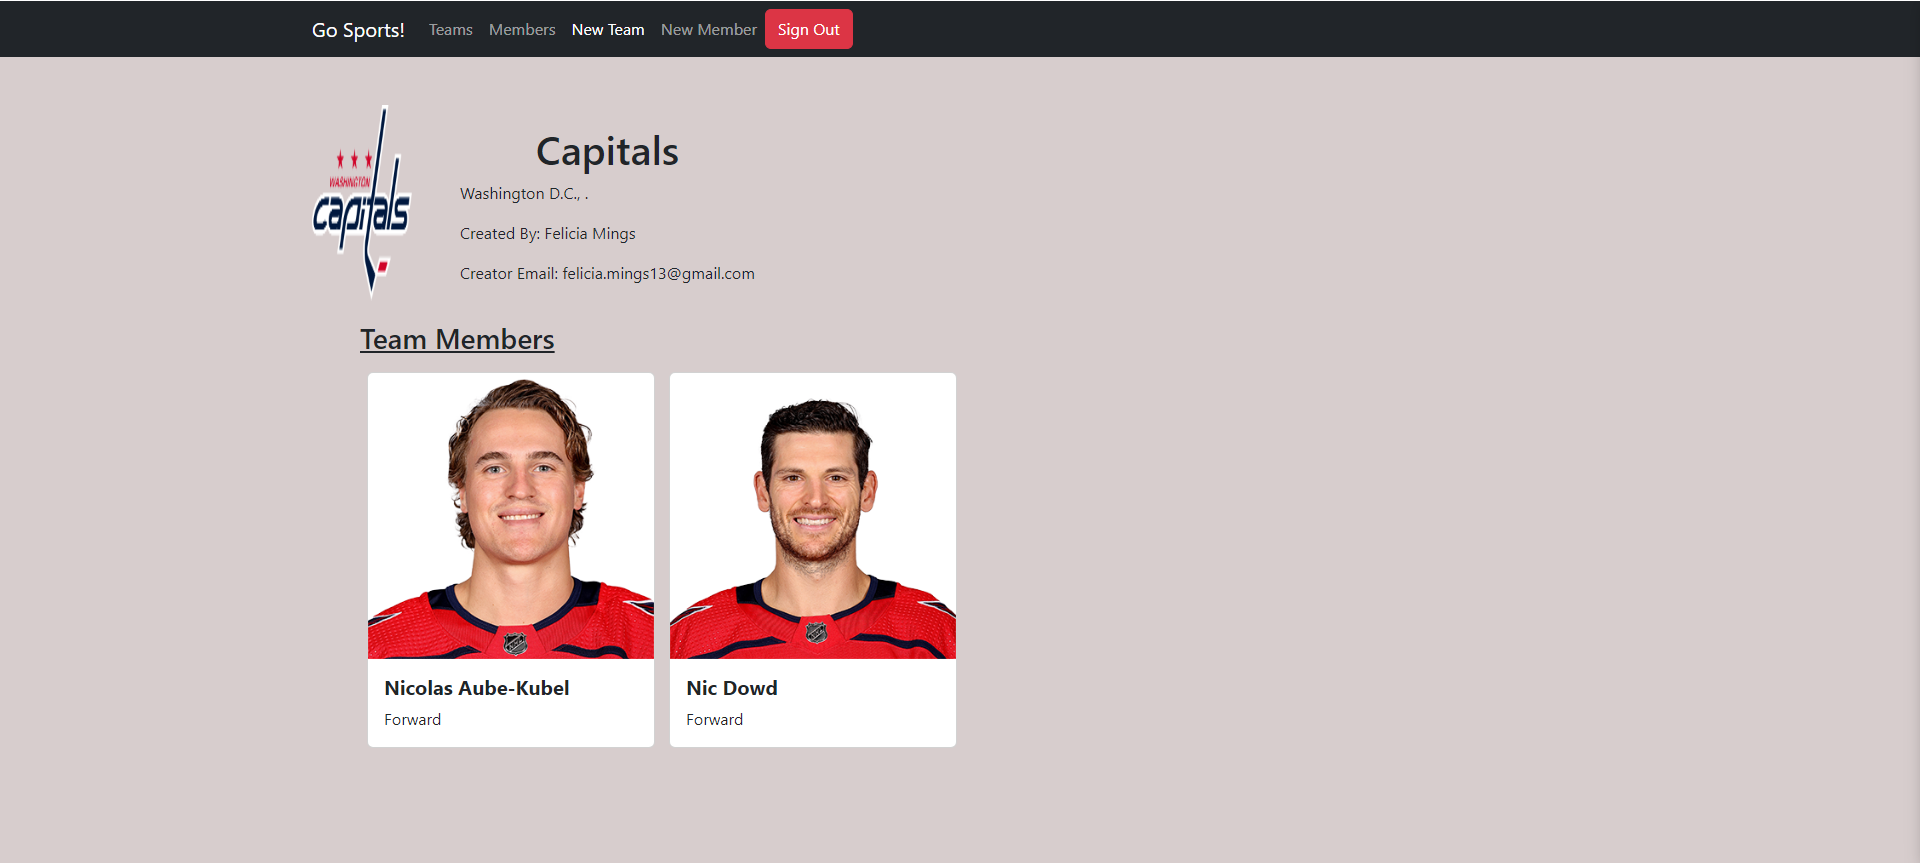 Go Sports! Teams Members New Team New Member Sign Out
WASHINGTON
capitals
Capitals
Washington D.C., .
Created By: Felicia Mings
Creator Email: felicia.mings13@gmail.com
Team Members
Nicolas Aube-Kubel
Forward
Nic Dowd
Forward